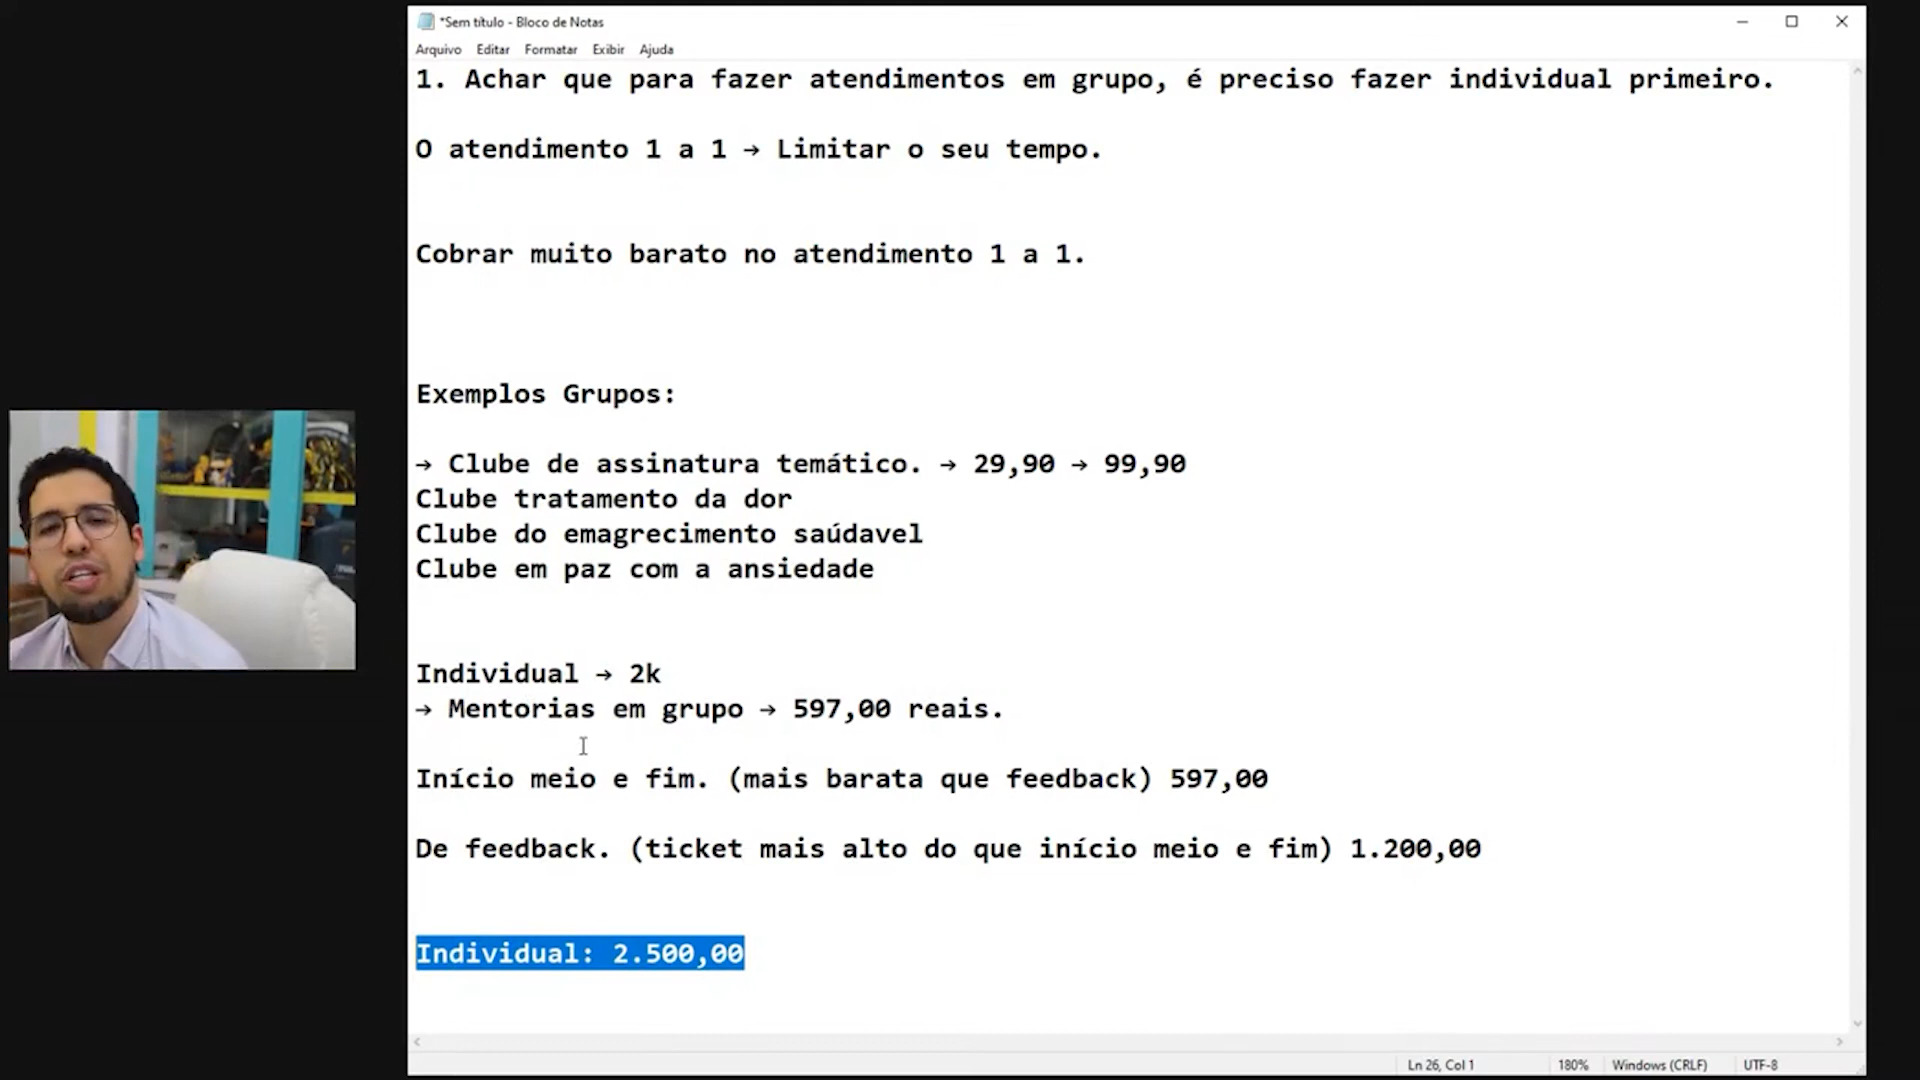 *Sem título - Bloco de Notas
Arquivo Editar Formatar Exibir Ajuda
1. Achar que para fazer atendimentos em grupo, é preciso fazer individual primeiro.
O atendimento 1 a 1 → Limitar o seu tempo.
Cobrar muito barato no atendimento 1 a 1.
Exemplos Grupos:
→ Clube de assinatura temático. → 29,90 → 99,90
Clube tratamento da dor
Clube do emagrecimento saúdavel
Clube em paz com a ansiedade
Individual → 2k
→ Mentorias em grupo → 597,00 reais.
Início meio e fim. (mais barata que feedback) 597,00
De feedback. (ticket mais alto do que início meio e fim) 1.200,00
Individual: 2.500,00
Ln 26, Col 1 180% Windows (CRLF) UTF-8